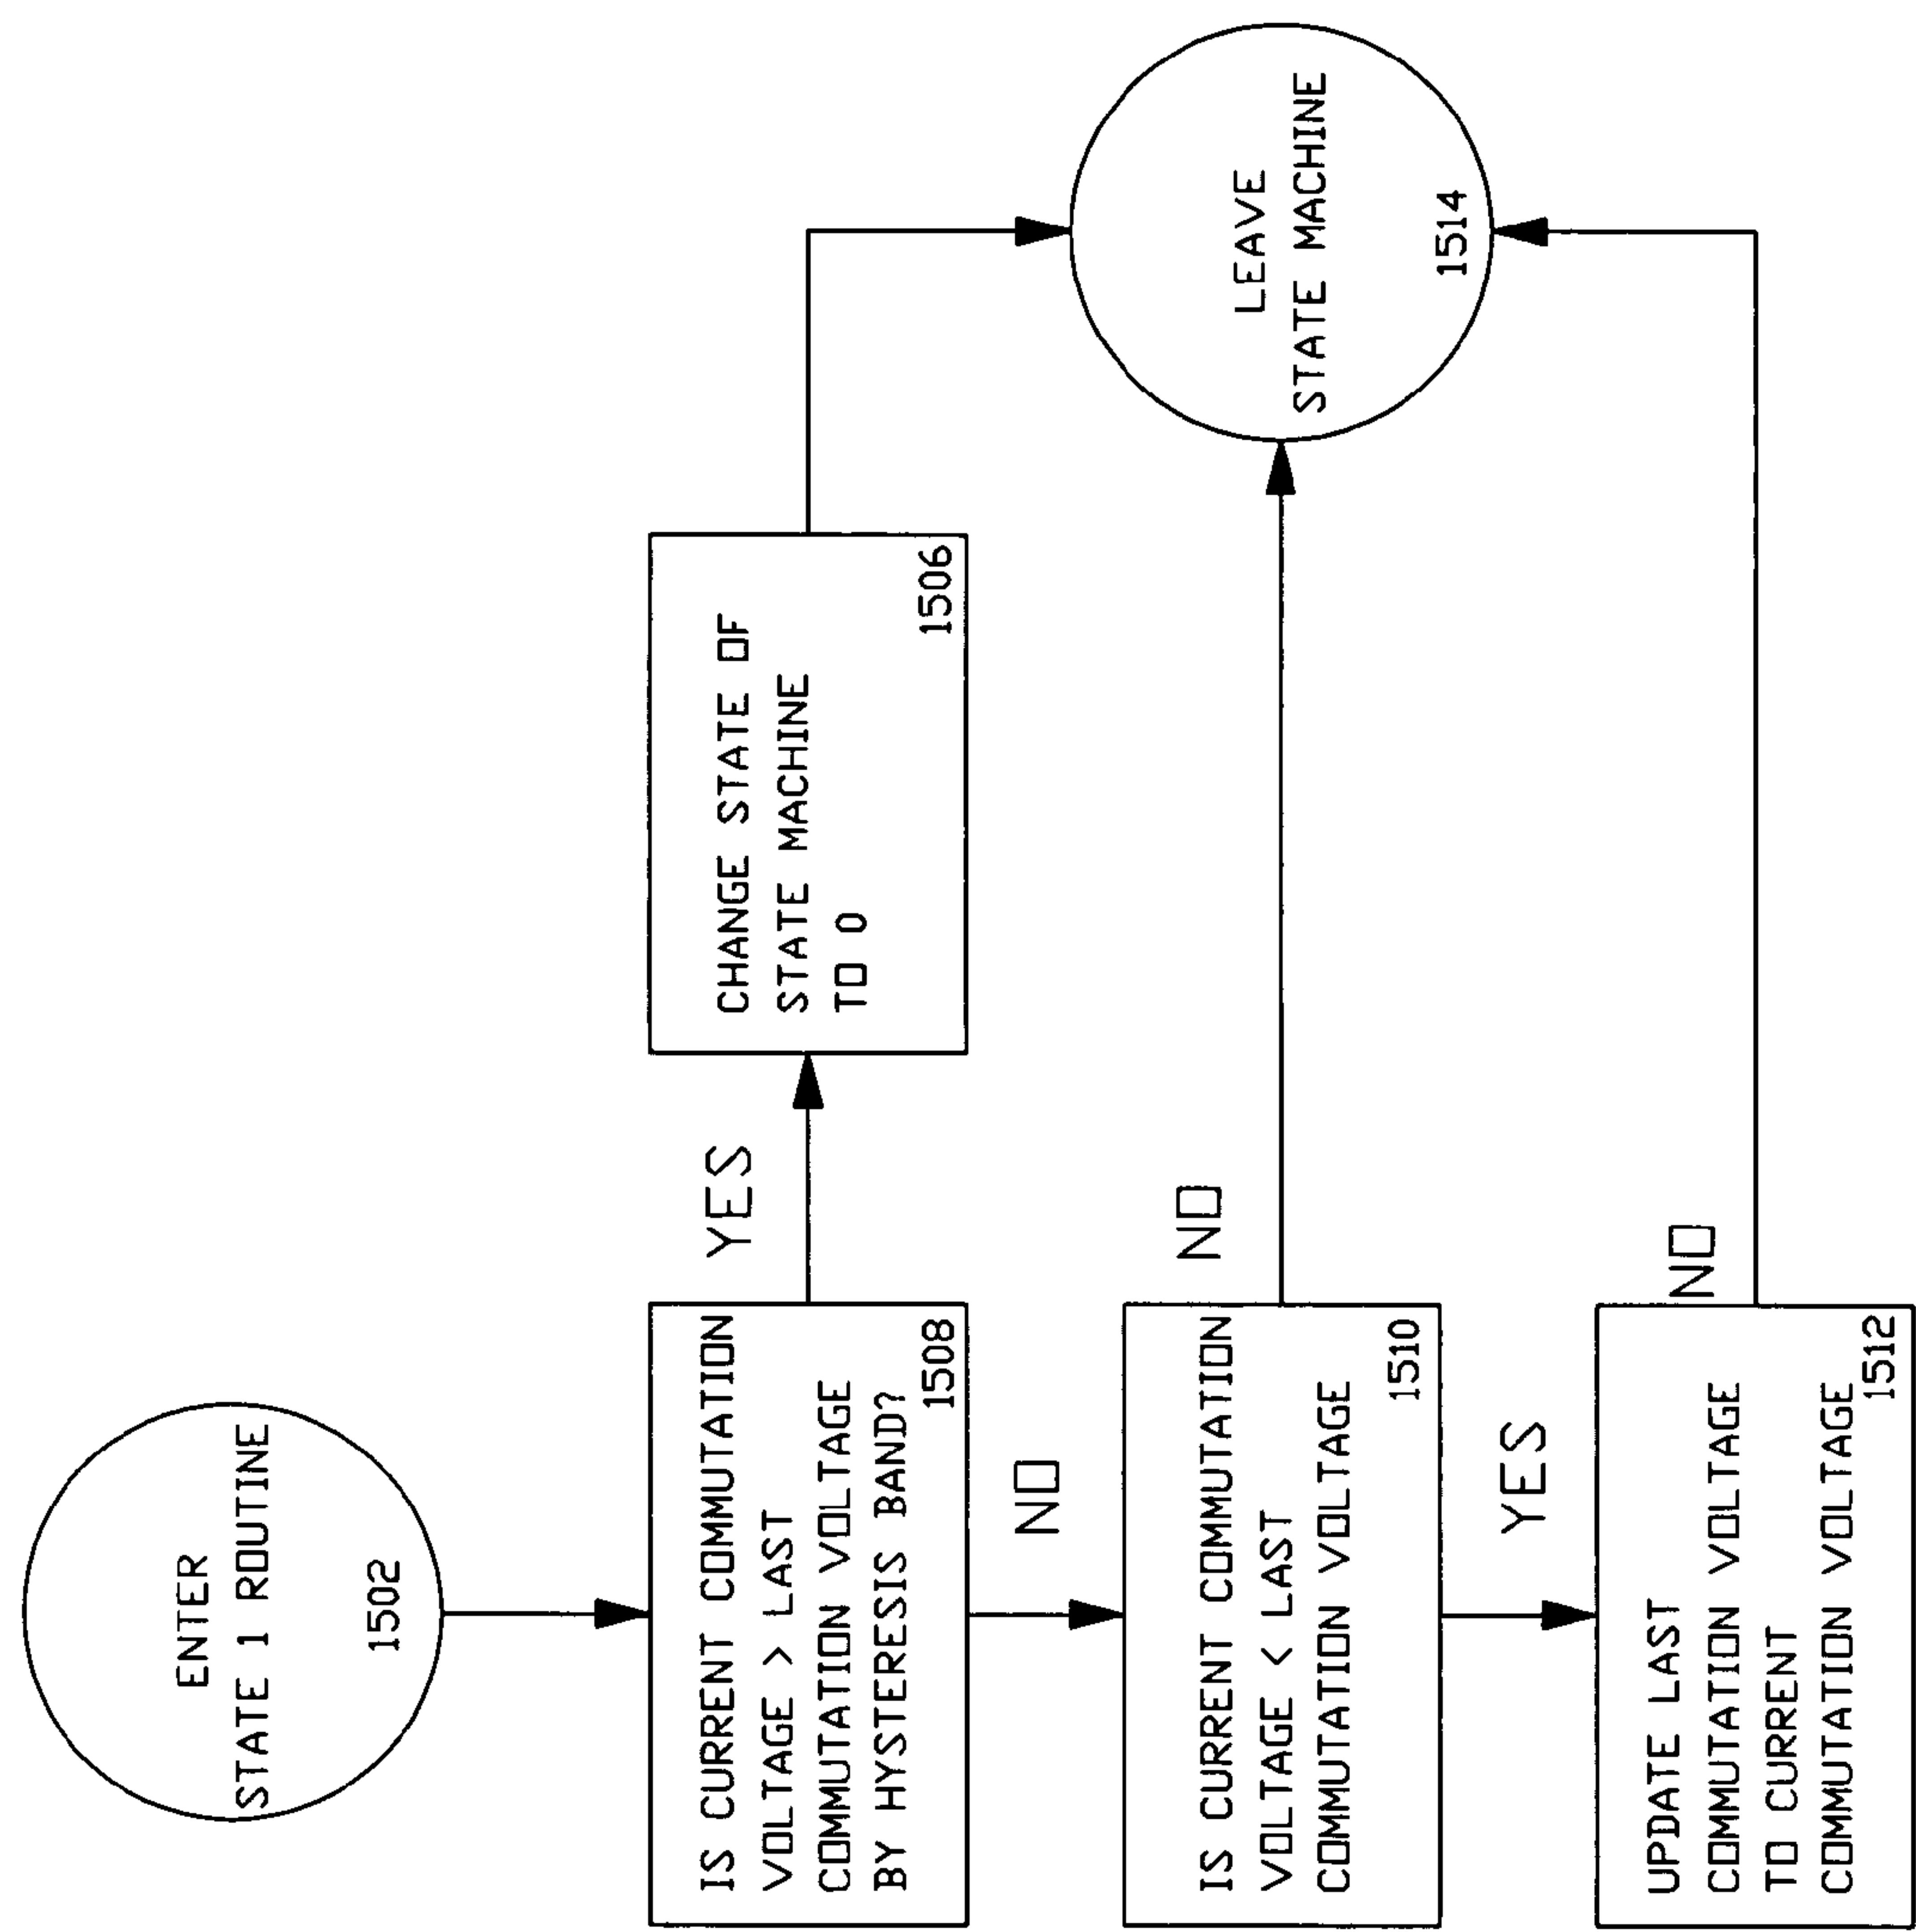 ENTER
STATE 1 ROUTINE
1502
IS CURRENT COMMUTATION
VOLTAGE > LAST
COMMUTATION VOLTAGE
BY HYSTERESIS BAND?
1508
YES
CHANGE STATE OF
STATE MACHINE
TO 0
1506
NO
IS CURRENT COMMUTATION
VOLTAGE < LAST
COMMUTATION VOLTAGE
1510
NO
LEAVE
STATE MACHINE
1514
YES
UPDATE LAST
COMMUTATION VOLTAGE
TO CURRENT
COMMUTATION VOLTAGE
1512
NO